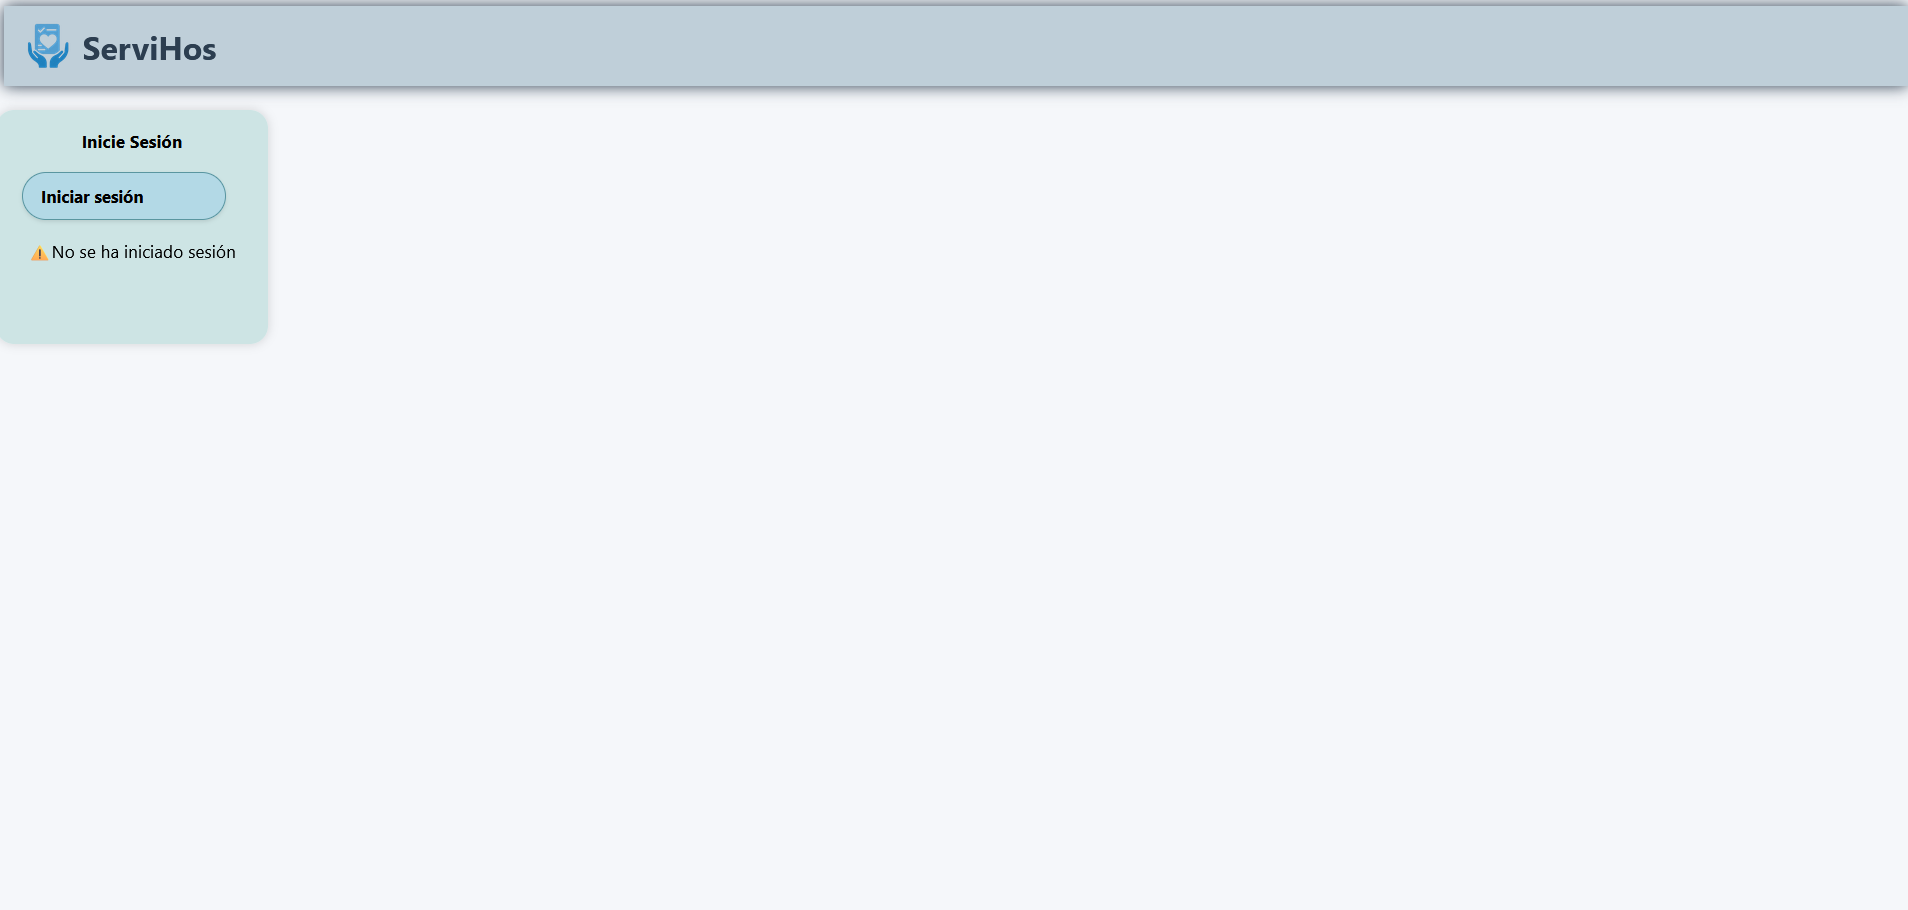 ServiHos
Inicie Sesión
Iniciar sesión
No se ha iniciado sesión